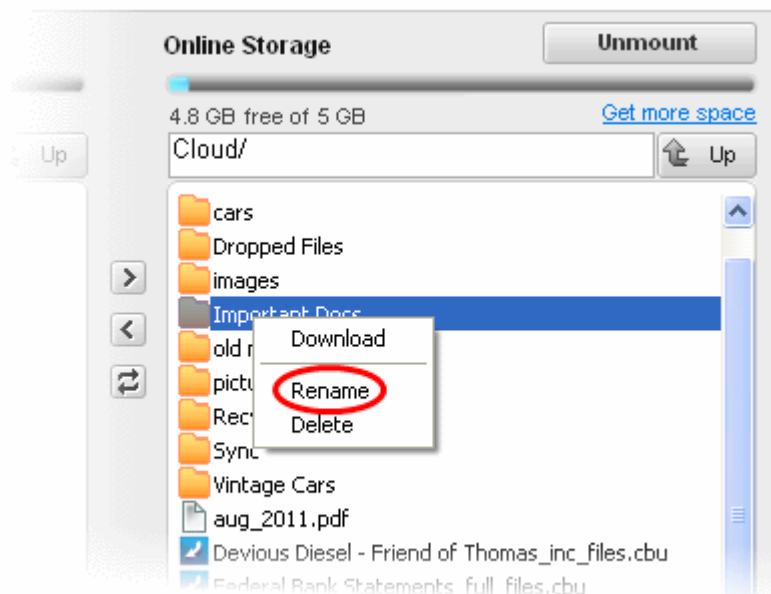 Online Storage
Unmount
4.8 GB free of 5 GB
Get more space
Up
Cloud/
Up
cars
Dropped Files
images
Important Docs
Download
old
Rename
Delete
Sync
Vintage Cars
aug_2011.pdf
Devious Diesel - Friend of Thomas_inc_files.cbu
Federal Bank Statements_full_files.cbu